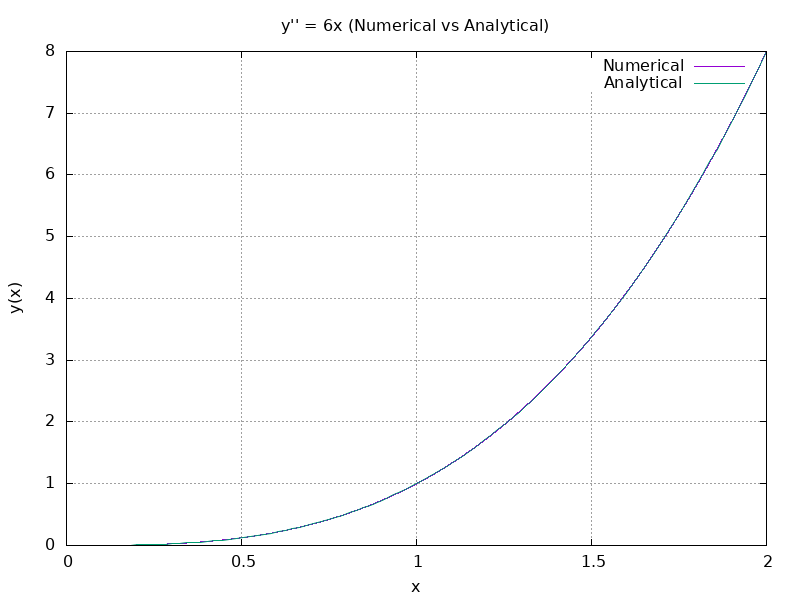 y'' = 6x (Numerical vs Analytical)
Numerical
Analytical
8
7
6
5
4
3
2
1
0
y(x)
0 0.5 1 1.5 2
x